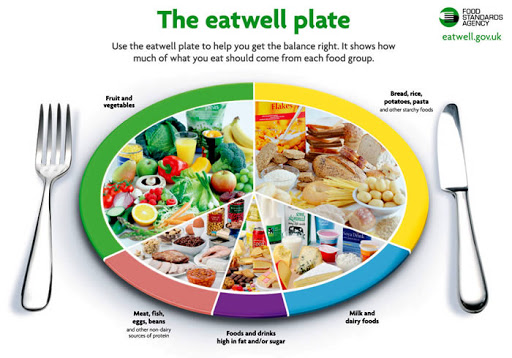 The eatwell plate
FOOD
STANDARDS
AGENCY
eatwell.gov.uk
Use the eatwell plate to help you get the balance right. It shows how
much of what you eat should come from each food group.
Fruit and
vegetables
Bread, rice,
potatoes, pasta
and other starchy foods
Flakes
Meat, fish,
eggs, beans
and other non-dairy
sources of protein
Foods and drinks
high in fat and/or sugar
Milk and
dairy foods